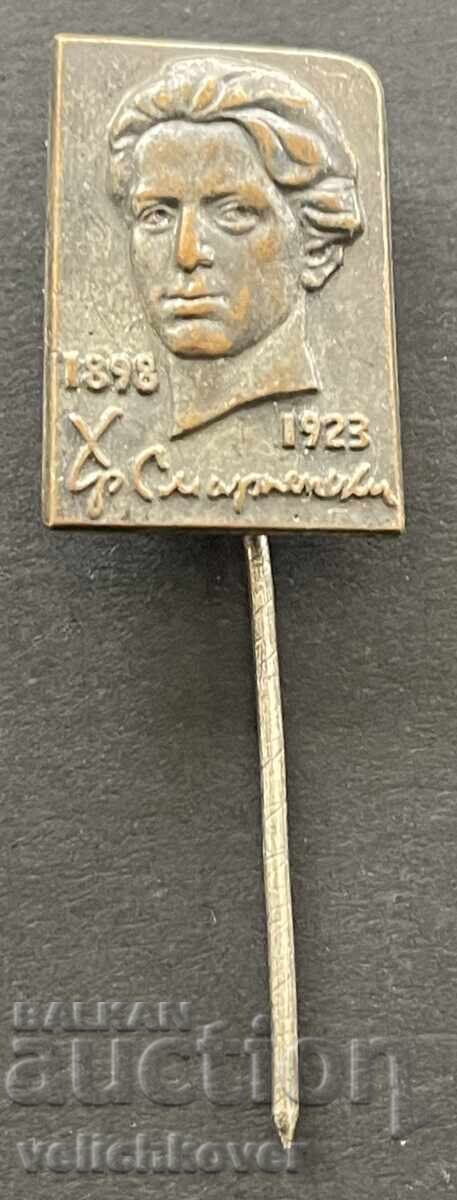 1898
1923
Хр Смирненски
BALKAN
auction
velichkover